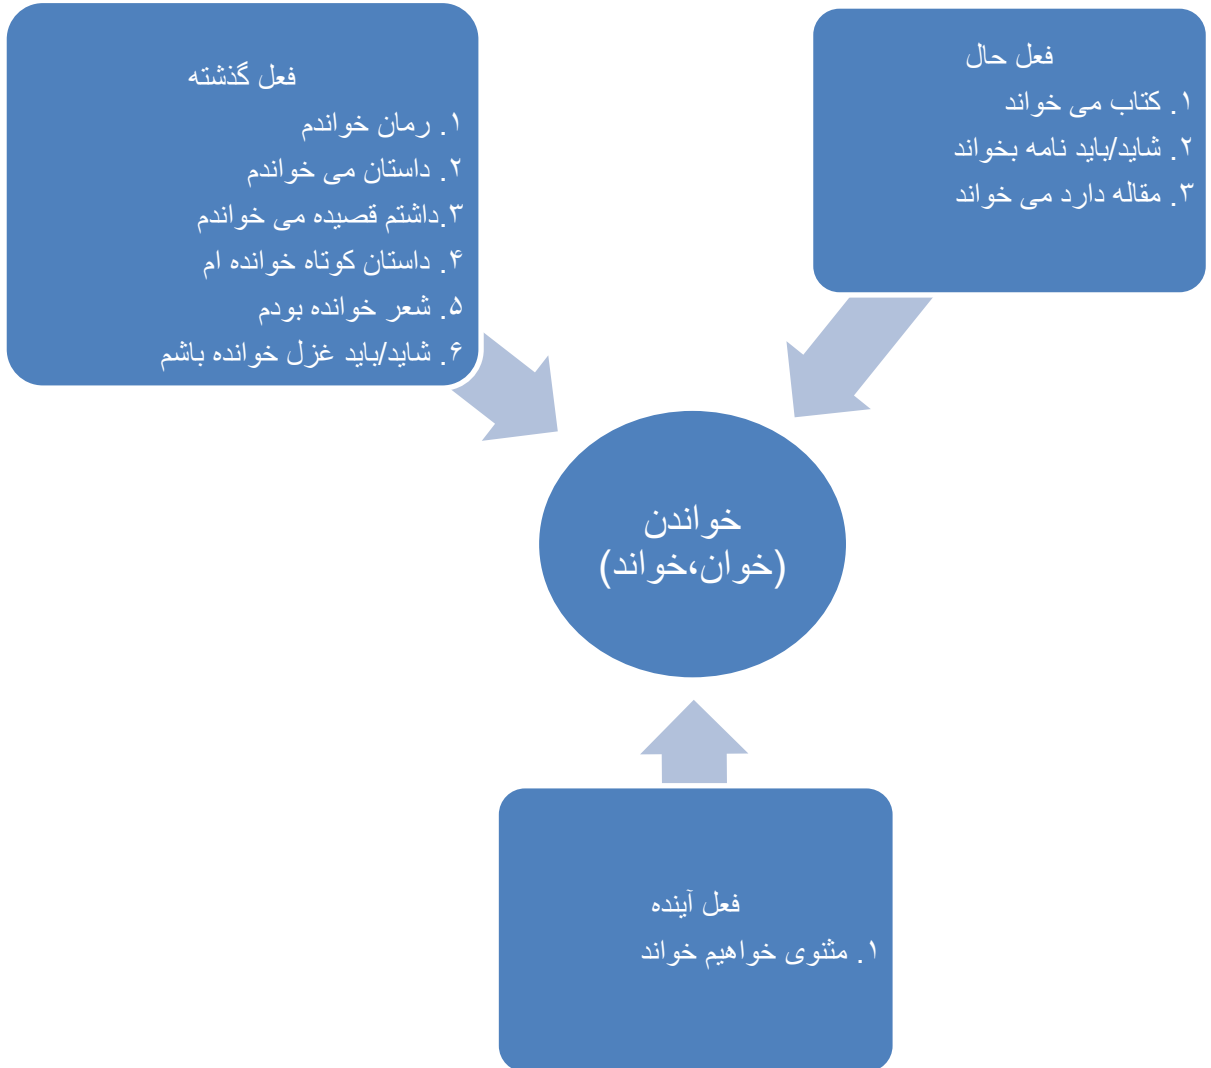 فعل حال
۱. کتاب می خواند
۲. شاید/باید نامه بخواند
۳. مقاله دارد می خواند
فعل گذشته
۱. رمان خواندم
۲. داستان می خواندم
۳.داشتم قصیده می خواندم
۴. داستان کوتاه خوانده ام
۵. شعر خوانده بودم
۶. شاید/باید غزل خوانده باشم
خواندن
(خوان،خواند)
فعل آینده
۱. مثنوی خواهیم خواند